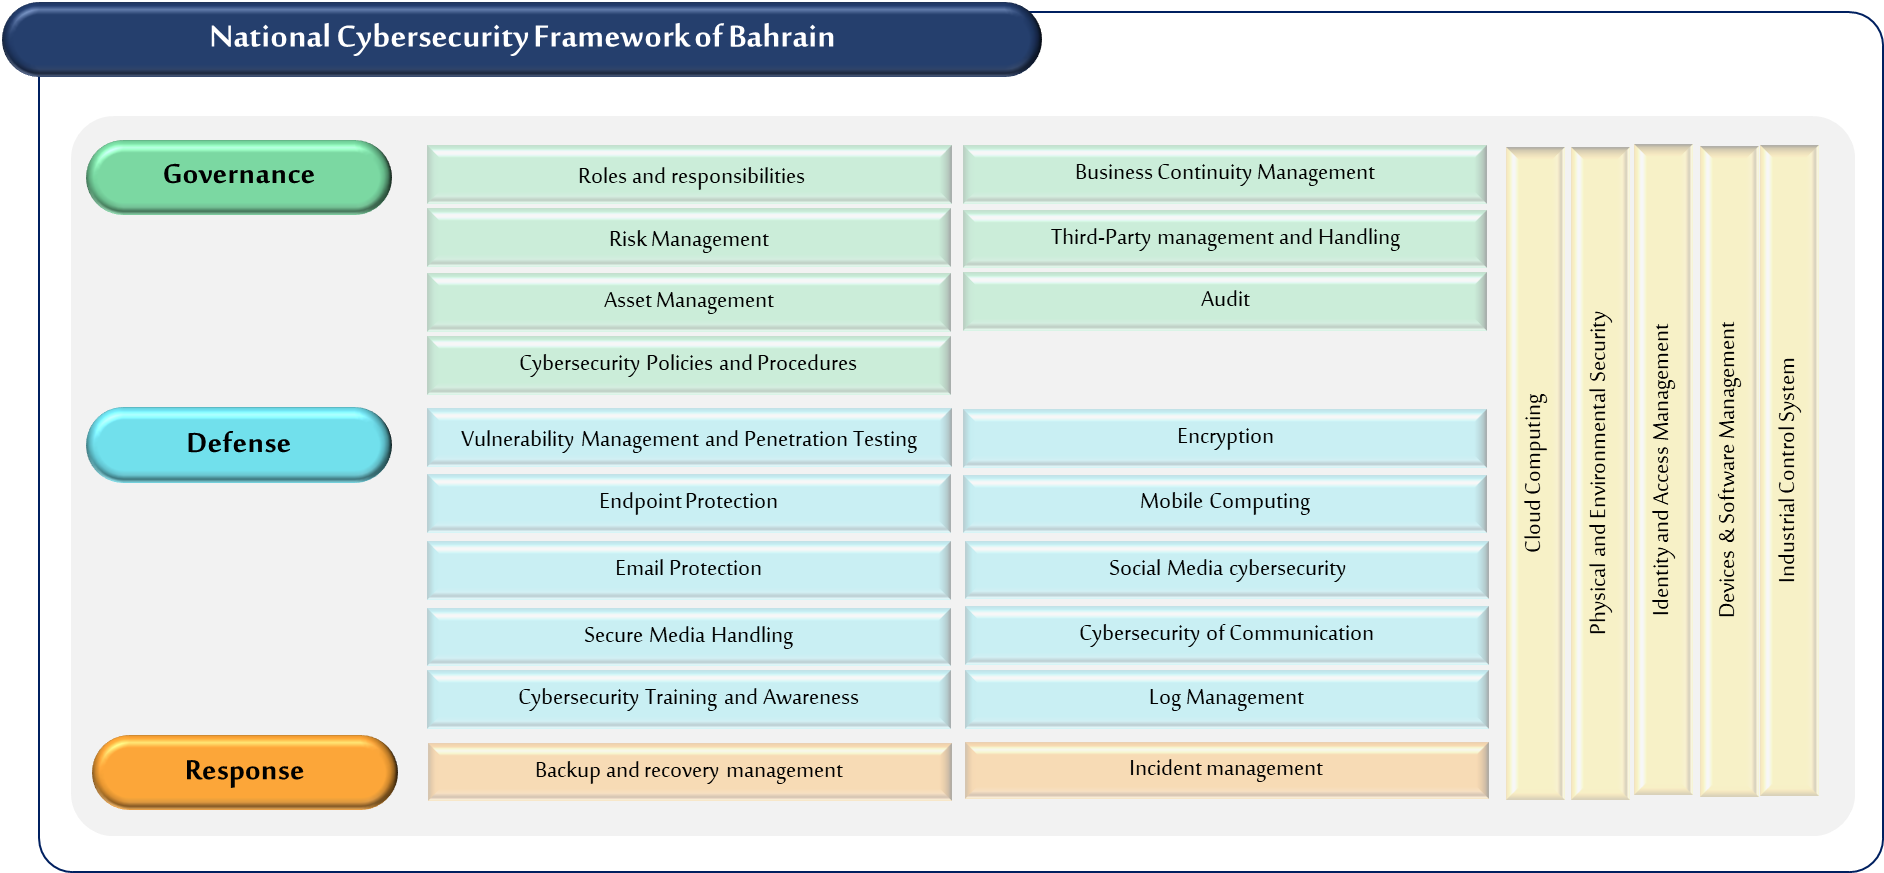 National Cybersecurity Framework of Bahrain
Governance
Roles and responsibilities
Business Continuity Management
Risk Management
Third-Party management and Handling
Asset Management
Audit
Cybersecurity Policies and Procedures
Defense
Vulnerability Management and Penetration Testing
Encryption
Endpoint Protection
Mobile Computing
Email Protection
Social Media cybersecurity
Secure Media Handling
Cybersecurity of Communication
Cybersecurity Training and Awareness
Log Management
Response
Backup and recovery management
Incident management
Cloud Computing
Physical and Environmental Security
Identity and Access Management
Devices & Software Management
Industrial Control System